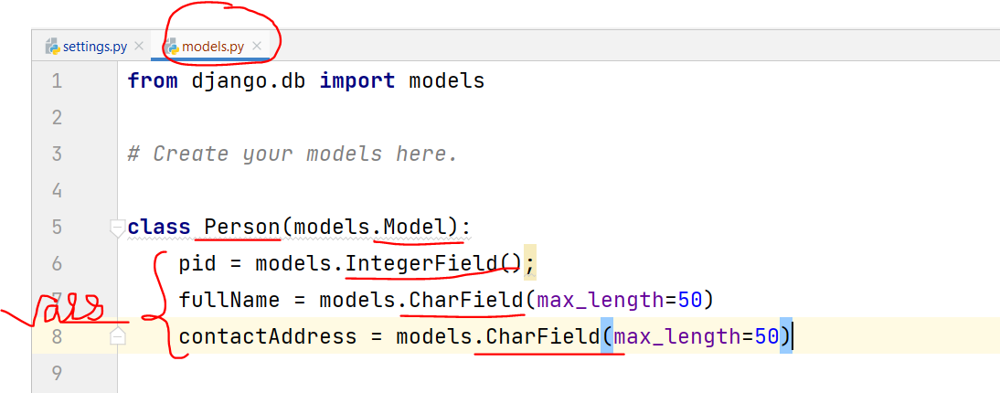 settings.py models.py
1 from django.db import models
2
3 # Create your models here.
4
5 class Person(models.Model):
6 pid = models.IntegerField();
7 fullName = models.CharField(max_length=50)
8 contactAddress = models.CharField(max_length=50)
9